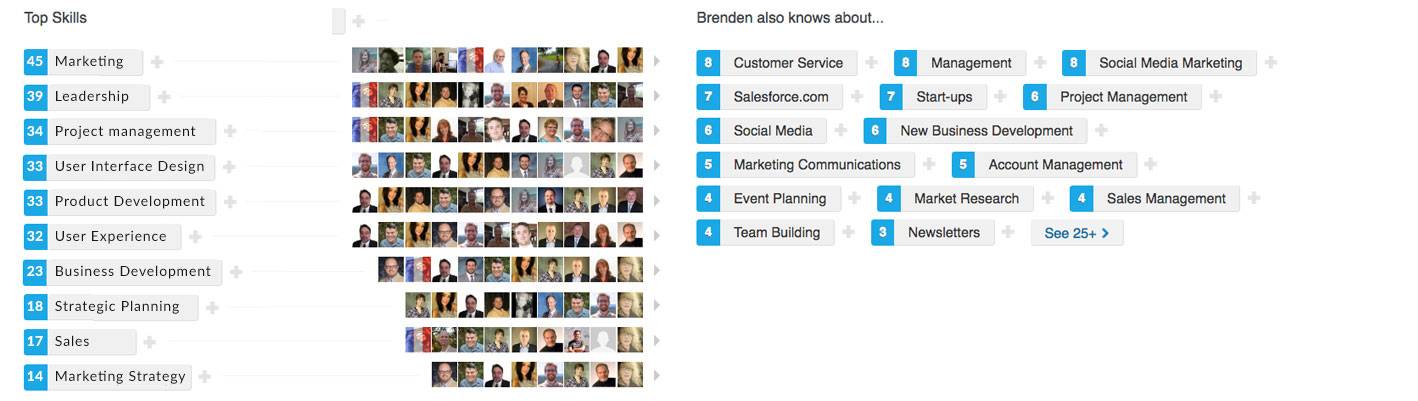 Top Skills
45 Marketing
39 Leadership
34 Project management
33 User Interface Design
33 Product Development
32 User Experience
23 Business Development
18 Strategic Planning
17 Sales
14 Marketing Strategy
Brenden also knows about...
8 Customer Service 8 Management 8 Social Media Marketing
7 Salesforce.com 7 Start-ups 6 Project Management
6 Social Media 6 New Business Development
5 Marketing Communications 5 Account Management
4 Event Planning 4 Market Research 4 Sales Management
4 Team Building 3 Newsletters See 25+